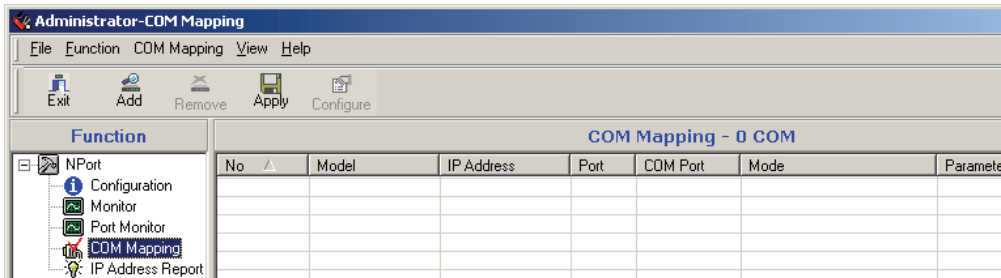 Administrator-COM Mapping
File Function COM Mapping View Help
Exit Add Remove Apply Configure
Function
COM Mapping - 0 COM
No Model IP Address Port COM Port Mode Paramete
NPort
Configuration
Monitor
Port Monitor
COM Mapping
IP Address Report